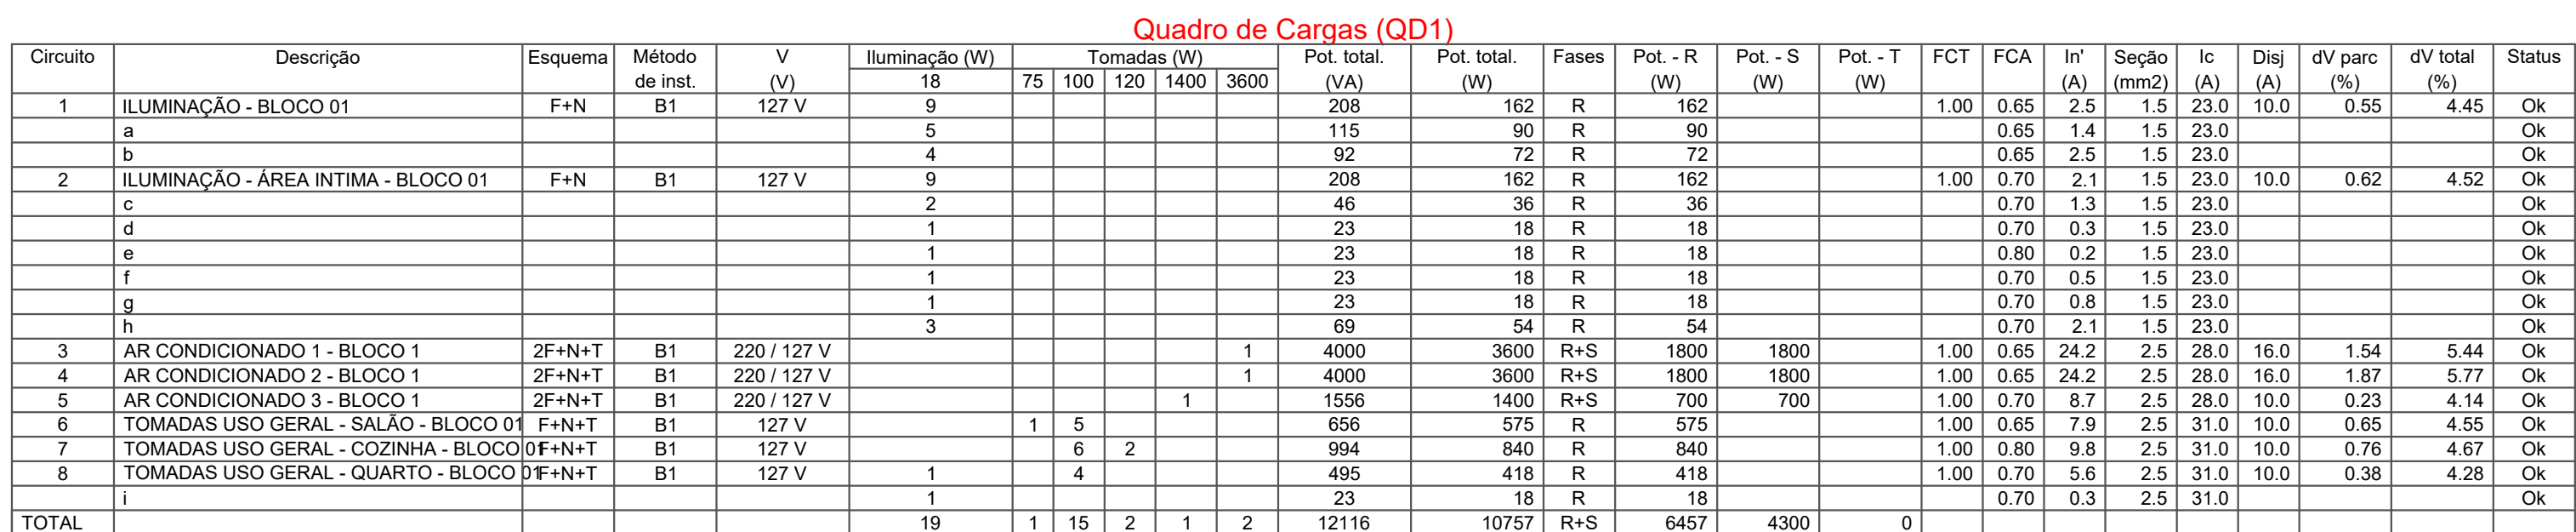 Quadro de Cargas (QD1)
Circuito Descrição Esquema Método de inst. V (V) Iluminação (W) Tomadas (W) Pot. total. (VA) Pot. total. (W) Fases Pot. - R (W) Pot. - S (W) Pot. - T (W) FCT FCA In' (A) Seção (mm2) Ic (A) Disj (A) dV parc (%) dV total (%) Status
18 75 100 120 1400 3600
1 ILUMINAÇÃO - BLOCO 01 F+N B1 127 V 9 208 162 R 162 1.00 0.65 2.5 1.5 23.0 10.0 0.55 4.45 Ok
a 5 115 90 R 90 0.65 1.4 1.5 23.0 Ok
b 4 92 72 R 72 0.65 2.5 1.5 23.0 Ok
2 ILUMINAÇÃO - ÁREA INTIMA - BLOCO 01 F+N B1 127 V 9 208 162 R 162 1.00 0.70 2.1 1.5 23.0 10.0 0.62 4.52 Ok
c 2 46 36 R 36 0.70 1.3 1.5 23.0 Ok
d 1 23 18 R 18 0.70 0.3 1.5 23.0 Ok
e 1 23 18 R 18 0.80 0.2 1.5 23.0 Ok
f 1 23 18 R 18 0.70 0.5 1.5 23.0 Ok
g 1 23 18 R 18 0.70 0.8 1.5 23.0 Ok
h 3 69 54 R 54 0.70 2.1 1.5 23.0 Ok
3 AR CONDICIONADO 1 - BLOCO 1 2F+N+T B1 220 / 127 V 1 4000 3600 R+S 1800 1800 1.00 0.65 24.2 2.5 28.0 16.0 1.54 5.44 Ok
4 AR CONDICIONADO 2 - BLOCO 1 2F+N+T B1 220 / 127 V 1 4000 3600 R+S 1800 1800 1.00 0.65 24.2 2.5 28.0 16.0 1.87 5.77 Ok
5 AR CONDICIONADO 3 - BLOCO 1 2F+N+T B1 220 / 127 V 1 1556 1400 R+S 700 700 1.00 0.70 8.7 2.5 28.0 10.0 0.23 4.14 Ok
6 TOMADAS USO GERAL - SALÃO - BLOCO 01 F+N+T B1 127 V 1 5 656 575 R 575 1.00 0.65 7.9 2.5 31.0 10.0 0.65 4.55 Ok
7 TOMADAS USO GERAL - COZINHA - BLOCO 01 F+N+T B1 127 V 6 2 994 840 R 840 1.00 0.80 9.8 2.5 31.0 10.0 0.76 4.67 Ok
8 TOMADAS USO GERAL - QUARTO - BLOCO 01 F+N+T B1 127 V 1 4 495 418 R 418 1.00 0.70 5.6 2.5 31.0 10.0 0.38 4.28 Ok
i 1 23 18 R 18 0.70 0.3 2.5 31.0 Ok
TOTAL 19 1 15 2 1 2 12116 10757 R+S 6457 4300 0